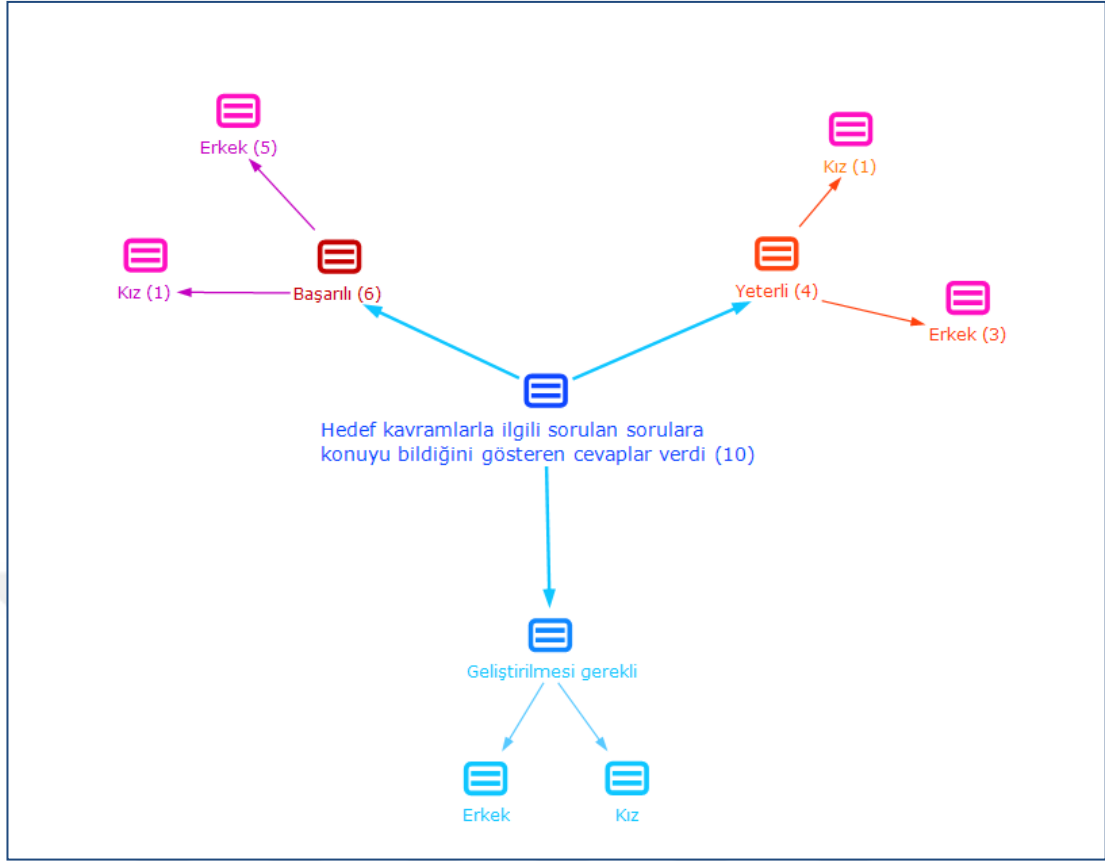 Erkek (5)
Kız (1)
Kız (1)
Başarılı (6)
Yeterli (4)
Erkek (3)
Hedef kavramlarla ilgili sorulan sorulara
konuyu bildiğini gösteren cevaplar verdi (10)
Geliştirilmesi gerekli
Erkek
Kız